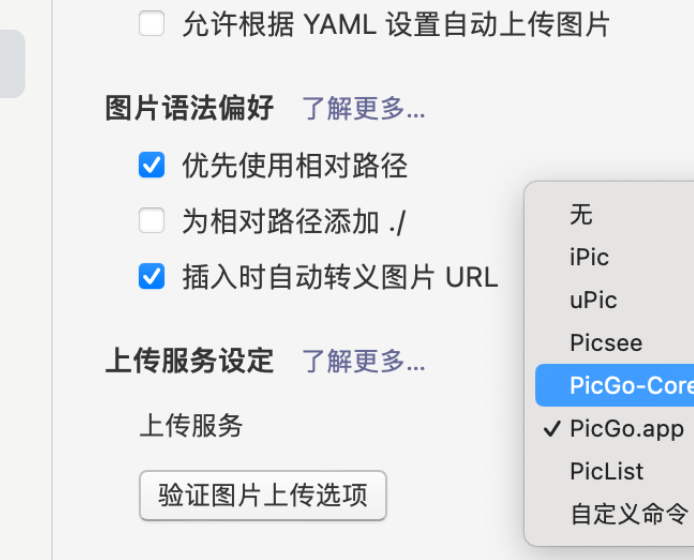 允许根据 YAML 设置自动上传图片
图片语法偏好 了解更多...
优先使用相对路径
为相对路径添加 ./
插入时自动转义图片 URL
上传服务设定 了解更多...
上传服务
验证图片上传选项
无
iPic
uPic
Picsee
PicGo-Core
✓ PicGo.app
PicList
自定义命令